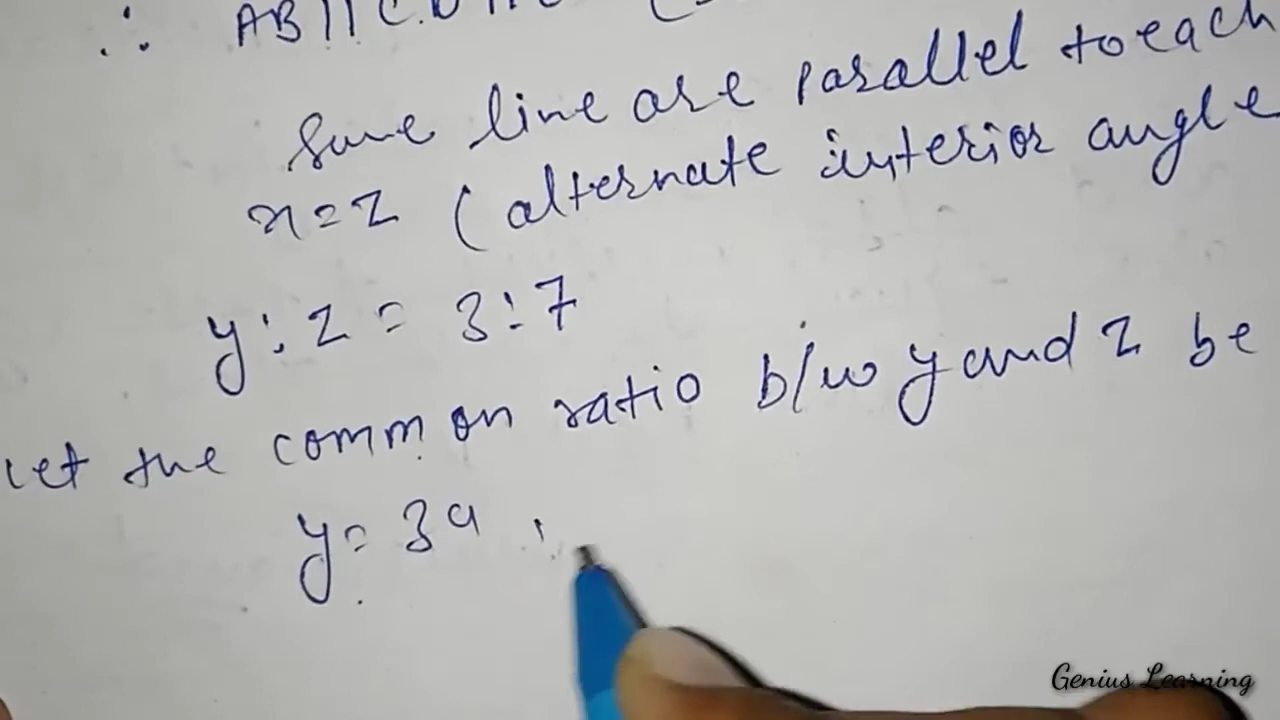 ∴ AB || C.D ||
Same line are parallel to each
x = z (alternate interior angle
y : z = 3 : 7
let the common ratio b/w y and z be
y = 3a ,
Genius Learning